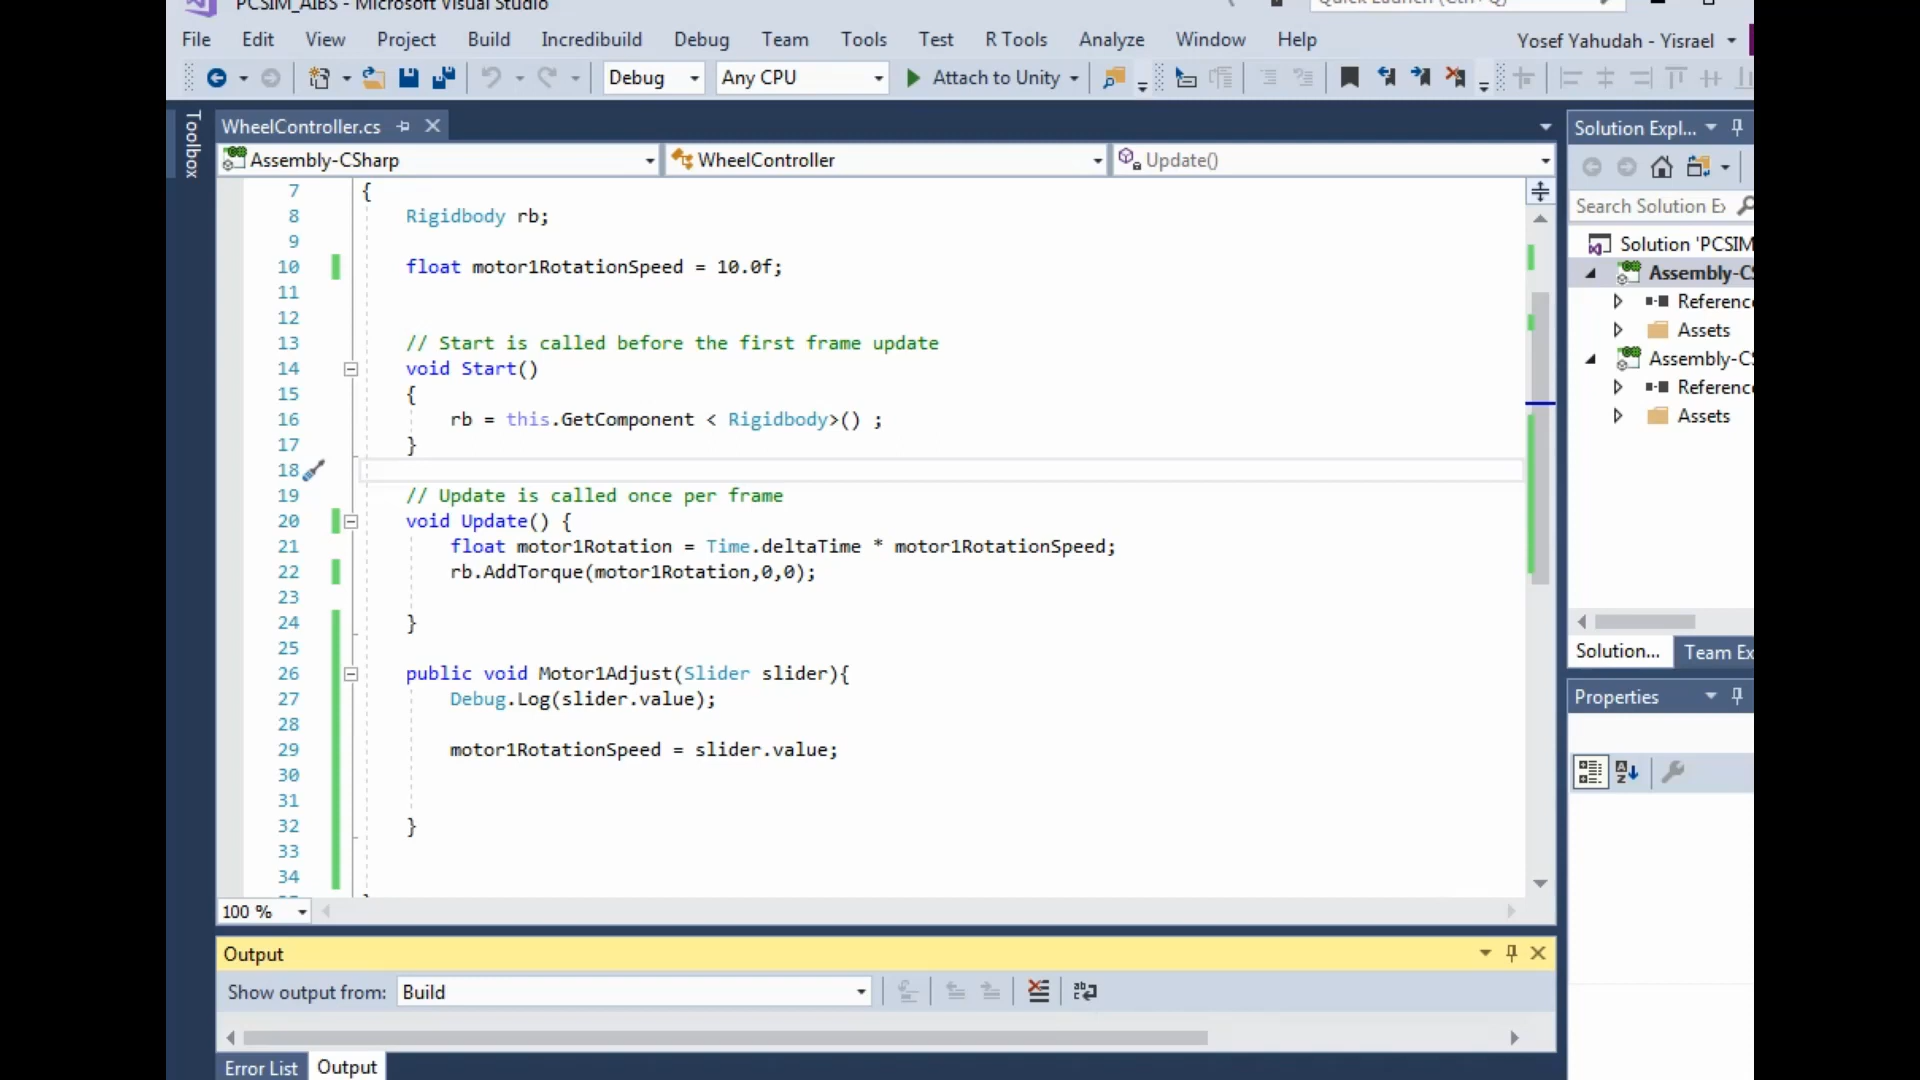 PCSIM_AIBS - Microsoft Visual Studio
Quick Launch (Ctrl+Q)
File Edit View Project Build Incredibuild Debug Team Tools Test R Tools Analyze Window Help Yosef Yahudah - Yisrael
Debug Any CPU Attach to Unity
Toolbox
WheelController.cs
Assembly-CSharp WheelController Update()
7 {
8 Rigidbody rb;
9
10 float motor1RotationSpeed = 10.0f;
11
12
13 // Start is called before the first frame update
14 void Start()
15 {
16 rb = this.GetComponent < Rigidbody>() ;
17 }
18
19 // Update is called once per frame
20 void Update() {
21 float motor1Rotation = Time.deltaTime * motor1RotationSpeed;
22 rb.AddTorque(motor1Rotation,0,0);
23
24 }
25
26 public void Motor1Adjust(Slider slider){
27 Debug.Log(slider.value);
28
29 motor1RotationSpeed = slider.value;
30
31
32 }
33
34
100 %
Output
Show output from: Build
Error List Output
Solution Expl...
Search Solution Ex
Solution 'PCSIM
Assembly-CS
Referenc
Assets
Assembly-CS
Referenc
Assets
Solution... Team Ex
Properties